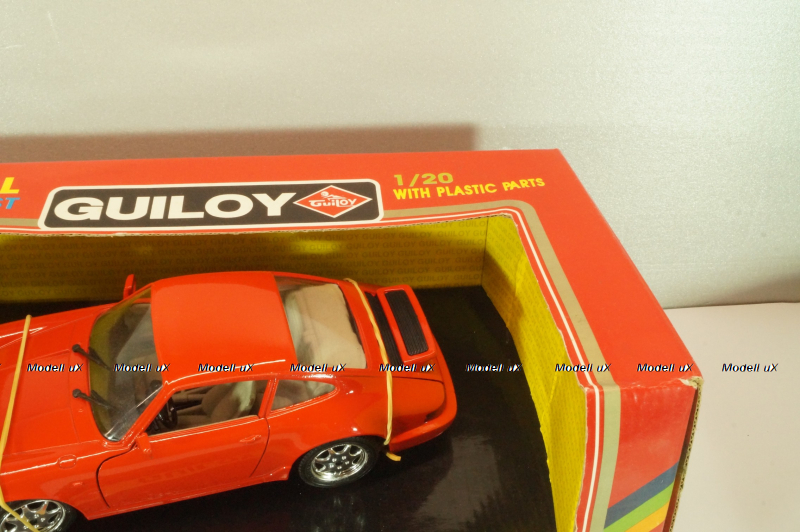 GUILOY
Guiloy
1/20
WITH PLASTIC PARTS
Modell uX Modell uX Modell uX Modell uX Modell uX Modell uX Modell uX Modell uX Modell uX